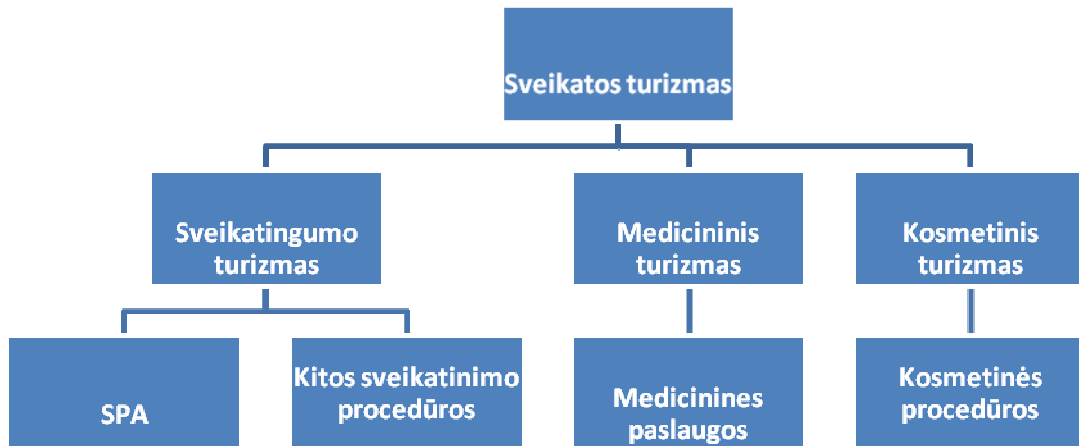 Sveikatos turizmas
Sveikatingumo
turizmas
Medicininis
turizmas
Kosmetinis
turizmas
SPA
Kitos sveikatinimo
procedūros
Medicinines
paslaugos
Kosmetinės
procedūros